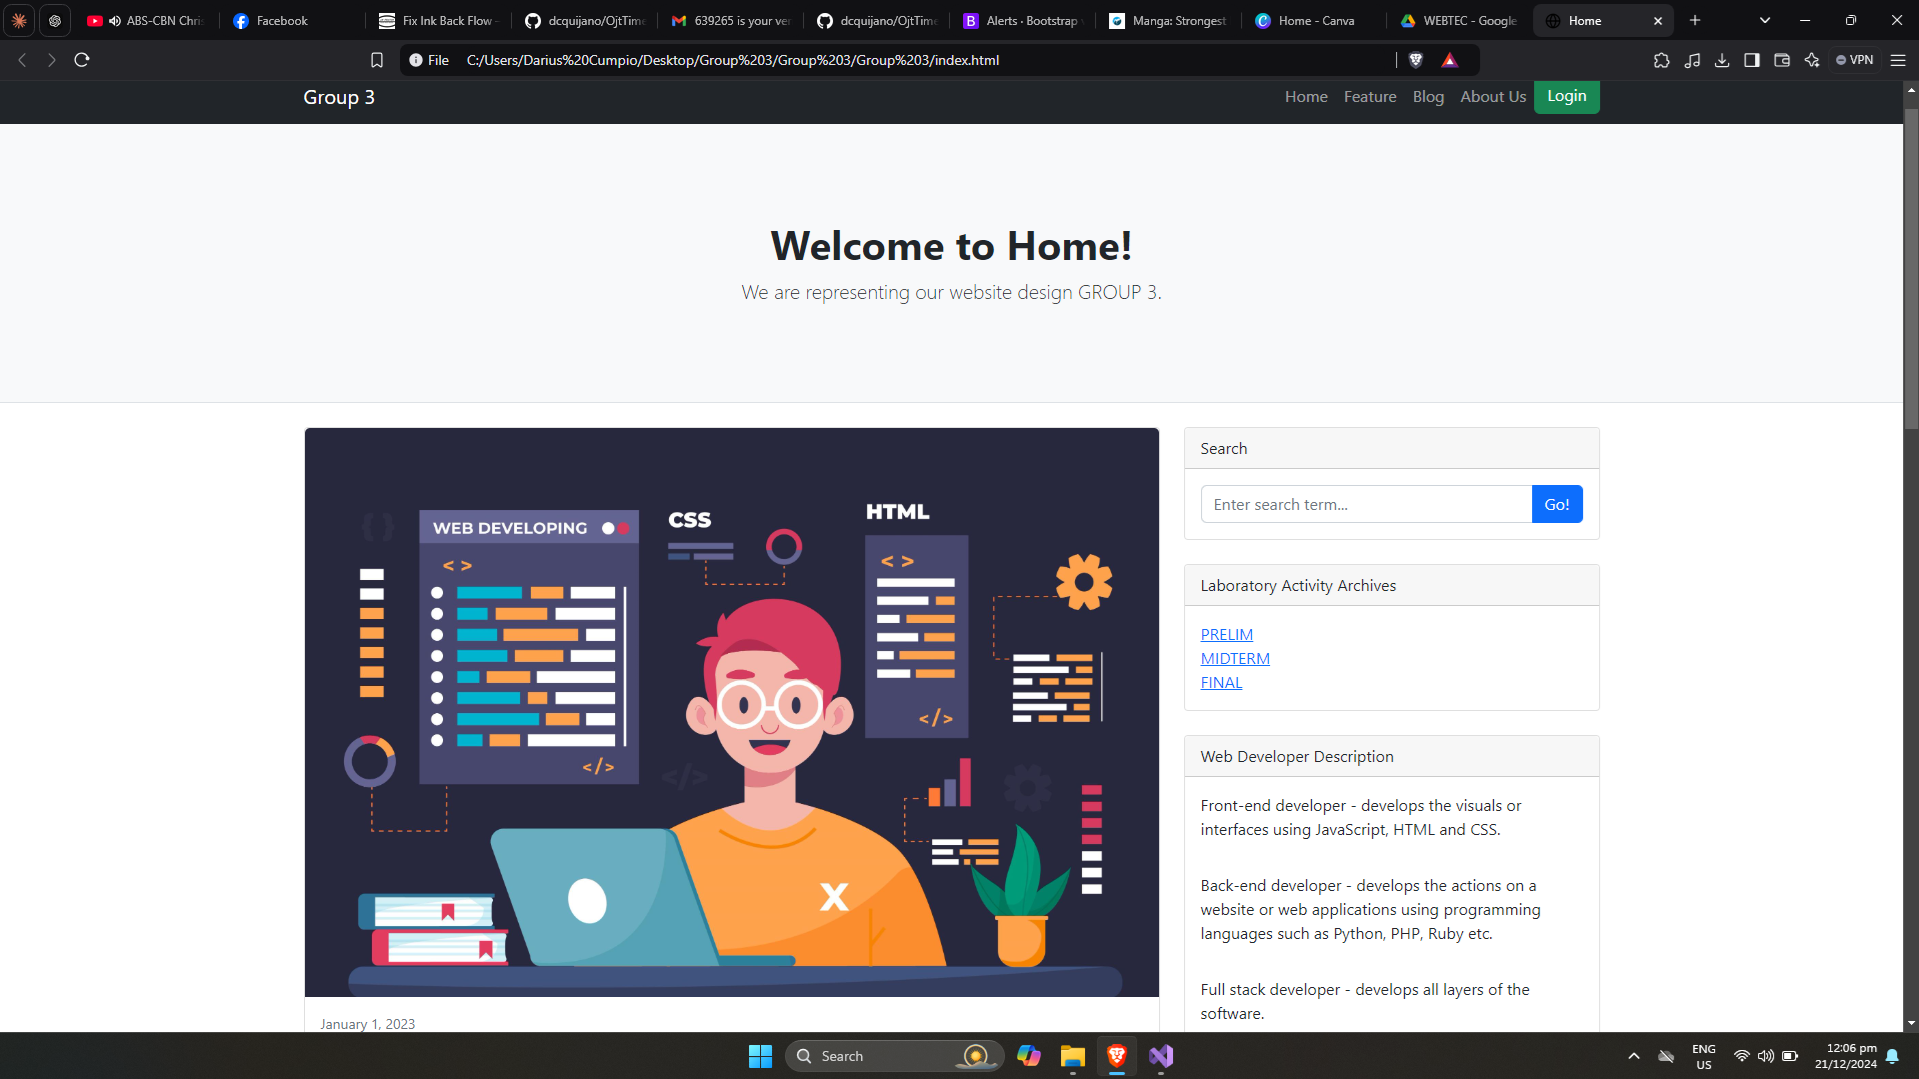 ABS-CBN Chris
Facebook
Fix Ink Back Flow -
dcquijano/OjtTime
639265 is your ver
dcquijano/OjtTime
Alerts · Bootstrap v
Manga: Strongest
Home - Canva
WEBTEC - Google
Home
File
C:/Users/Darius%20Cumpio/Desktop/Group%203/Group%203/Group%203/index.html
VPN
Group 3
Home
Feature
Blog
About Us
Login
Welcome to Home!
We are representing our website design GROUP 3.
WEB DEVELOPING
< >
</>
CSS
HTML
< >
</>
{ }
</>
X
January 1, 2023
Search
Enter search term...
Go!
Laboratory Activity Archives
PRELIM
MIDTERM
FINAL
Web Developer Description
Front-end developer - develops the visuals or
interfaces using JavaScript, HTML and CSS.
Back-end developer - develops the actions on a
website or web applications using programming
languages such as Python, PHP, Ruby etc.
Full stack developer - develops all layers of the
software.
Search
ENG
US
12:06 pm
21/12/2024